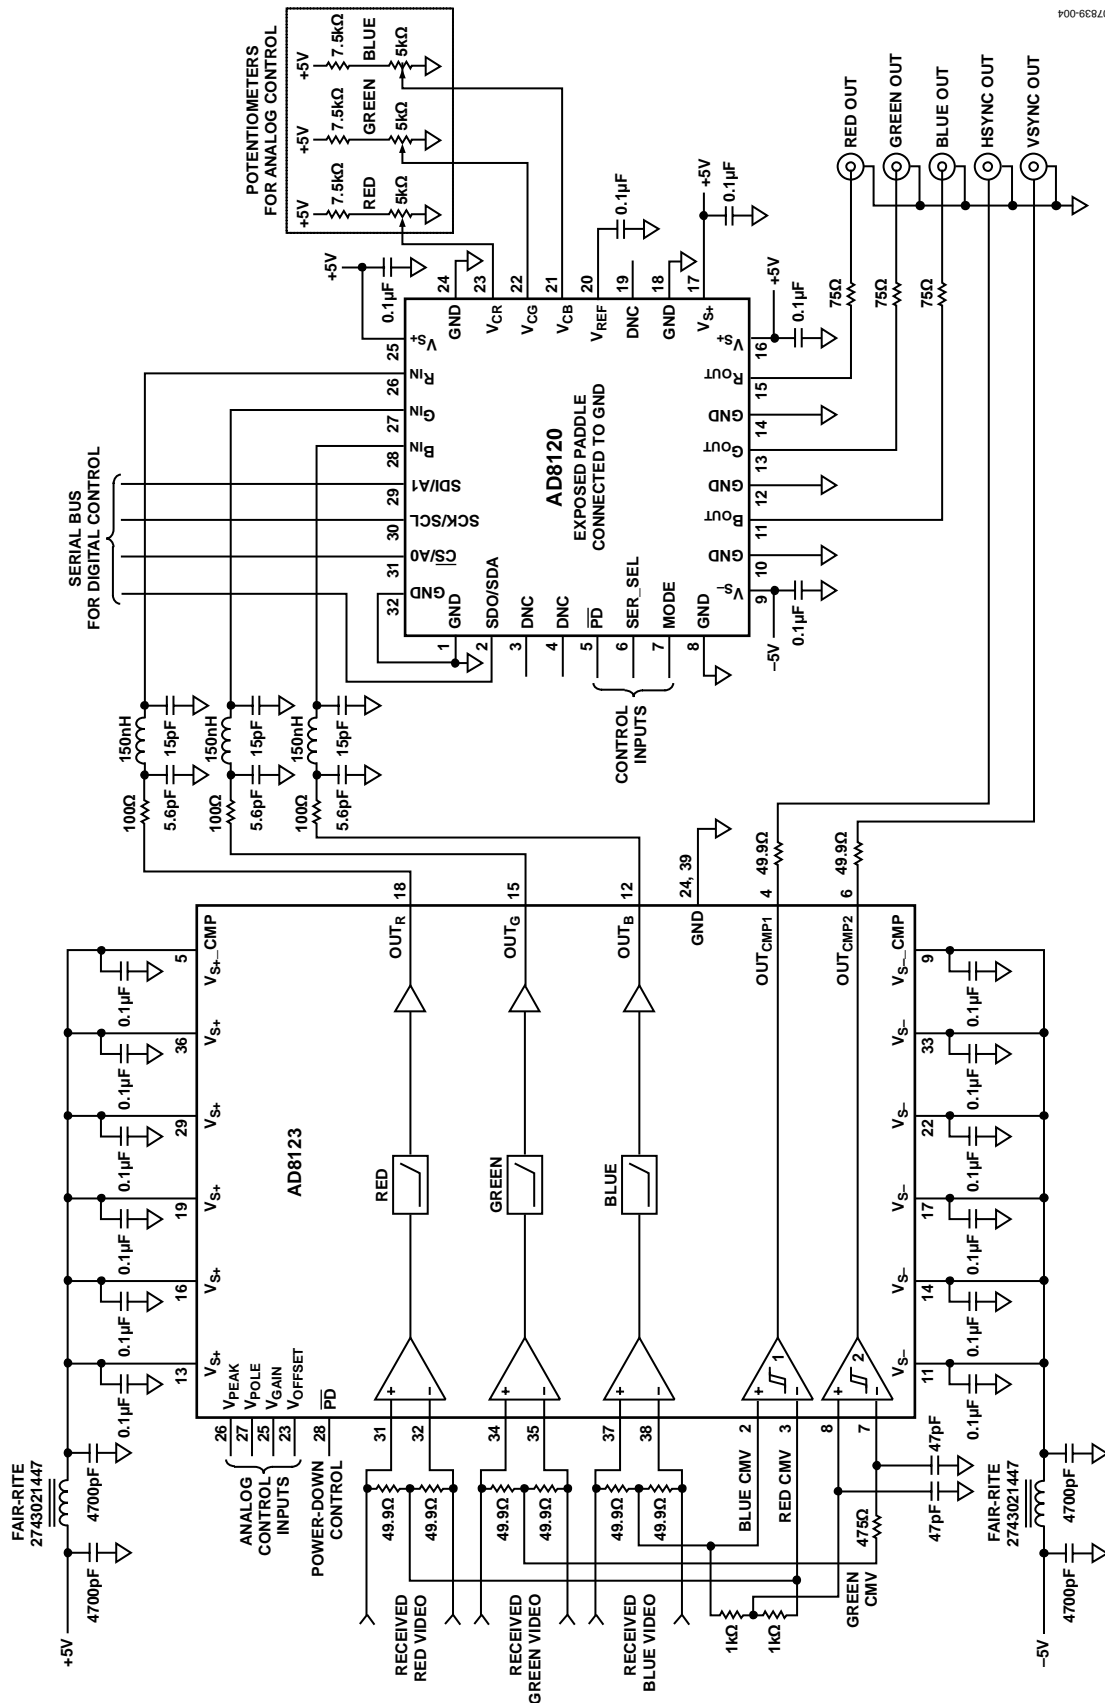 07839-004
POTENTIOMETERS
FOR ANALOG CONTROL
+5V
7.5kΩ
RED
5kΩ
+5V
7.5kΩ
GREEN
5kΩ
+5V
7.5kΩ
BLUE
5kΩ
SERIAL BUS
FOR DIGITAL CONTROL
+5V
0.1µF
AD8120
EXPOSED PADDLE
CONNECTED TO GND
32 GND
31 CS/A0
30 SCK/SCL
29 SDI/A1
28 BIN
27 GIN
26 RIN
25 VS+
24 GND
23 VCR
22 VCG
21 VCB
20 VREF
0.1µF
19 DNC
18 GND
17 VS+
+5V
0.1µF
1 GND
2 SDO/SDA
3 DNC
4 DNC
5 PD
6 SER_SEL
7 MODE
8 GND
CONTROL
INPUTS
9 VS–
–5V
0.1µF
10 GND
11 BOUT
12 GND
13 GOUT
14 GND
15 ROUT
16 VS+
+5V
0.1µF
75Ω
75Ω
75Ω
RED OUT
GREEN OUT
BLUE OUT
HSYNC OUT
VSYNC OUT
100Ω
150nH
5.6pF
15pF
100Ω
150nH
5.6pF
15pF
100Ω
150nH
5.6pF
15pF
+5V
4700pF
FAIR-RITE
2743021447
4700pF
0.1µF
0.1µF
0.1µF
0.1µF
0.1µF
0.1µF
13 VS+
16 VS+
19 VS+
29 VS+
36 VS+
5 VS+_CMP
AD8123
26 VPEAK
27 VPOLE
25 VGAIN
23 VOFFSET
28 PD
ANALOG
CONTROL
INPUTS
POWER-DOWN
CONTROL
RED
OUTR 18
GREEN
OUTG 15
BLUE
OUTB 12
GND 24, 39
OUTCMP1 4
49.9Ω
OUTCMP2 6
49.9Ω
31 +
32 –
34 +
35 –
37 +
38 –
2 +
3 –
1
8 +
7 –
2
RECEIVED
RED VIDEO
49.9Ω
49.9Ω
RECEIVED
GREEN VIDEO
49.9Ω
49.9Ω
RECEIVED
BLUE VIDEO
49.9Ω
49.9Ω
BLUE CMV
RED CMV
1kΩ
1kΩ
GREEN
CMV
475Ω
47pF
47pF
11 VS–
14 VS–
17 VS–
22 VS–
33 VS–
9 VS–_CMP
0.1µF
0.1µF
0.1µF
0.1µF
0.1µF
0.1µF
–5V
4700pF
FAIR-RITE
2743021447
4700pF